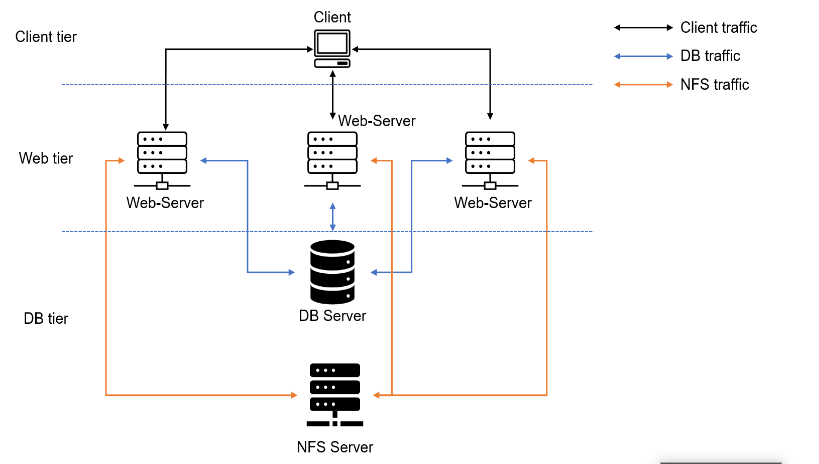 Client
Client tier
Client traffic
DB traffic
NFS traffic
Web-Server
Web tier
Web-Server
Web-Server
DB Server
DB tier
NFS Server